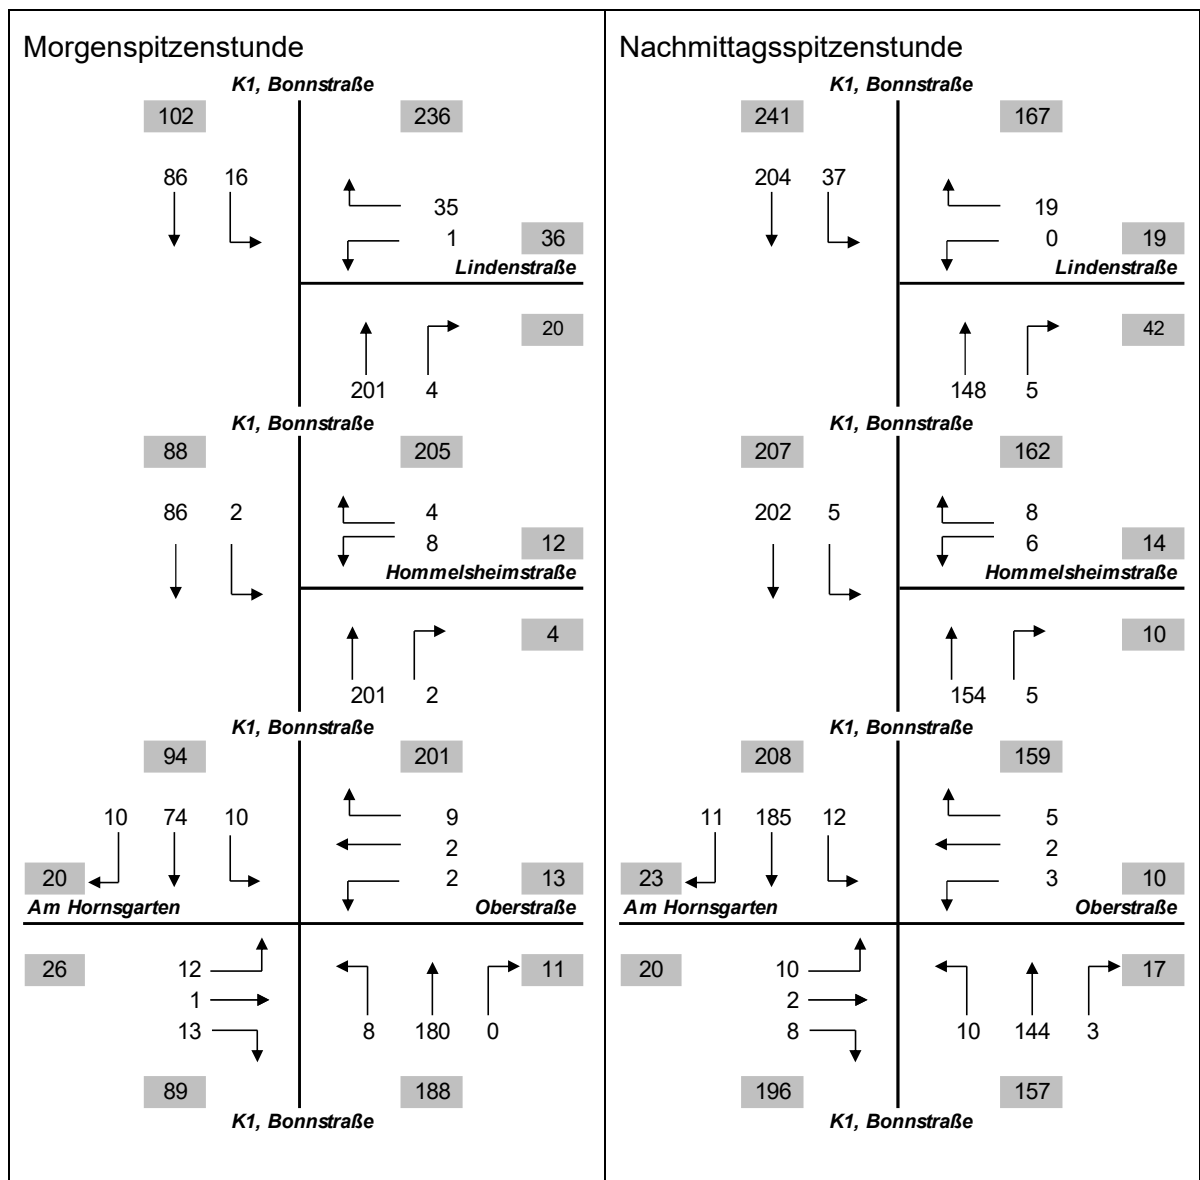 Morgenspitzenstunde
K1, Bonnstraße
102 236
86 16
35
1 36
Lindenstraße
20
201 4
K1, Bonnstraße
88 205
86 2 4
8 12
Hommelsheimstraße
4
201 2
K1, Bonnstraße
94 201
10 74 10 9
2
20 2 13
Am Hornsgarten Oberstraße
26 12 11
1
13 8 180 0
89 188
K1, Bonnstraße
Nachmittagsspitzenstunde
K1, Bonnstraße
241 167
204 37
19
0 19
Lindenstraße
42
148 5
K1, Bonnstraße
207 162
202 5 8
6 14
Hommelsheimstraße
10
154 5
K1, Bonnstraße
208 159
11 185 12 5
2
23 3 10
Am Hornsgarten Oberstraße
20 10 17
2
8 10 144 3
196 157
K1, Bonnstraße